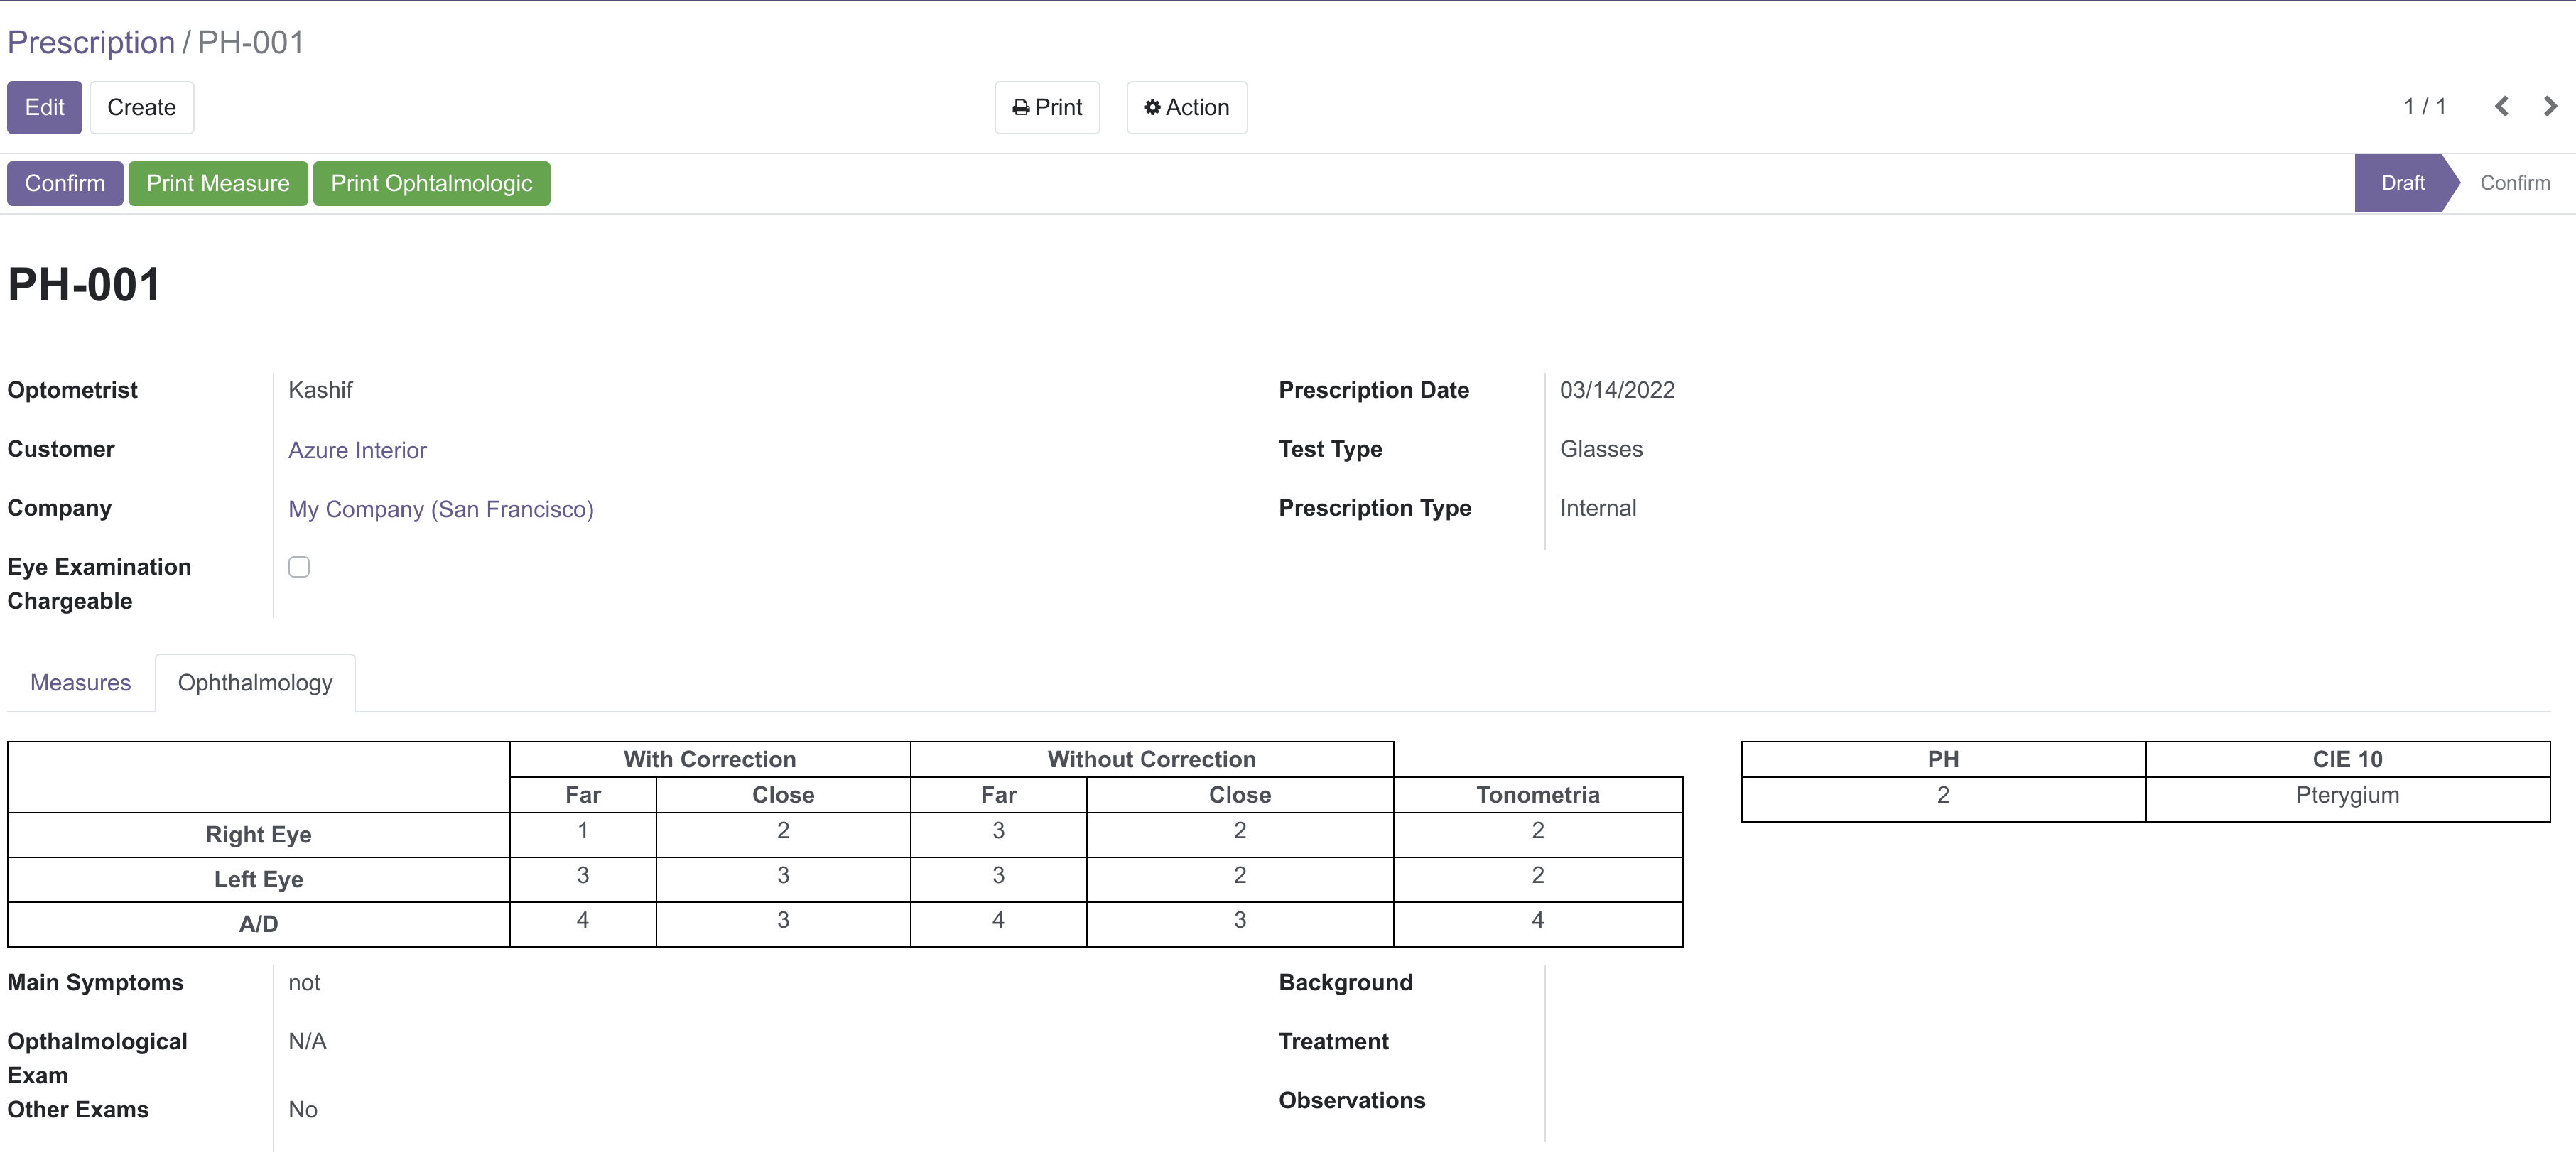 Prescription / PH-001
Edit Create Print Action 1 / 1
Confirm Print Measure Print Ophtalmologic Draft Confirm
PH-001
Optometrist Kashif Prescription Date 03/14/2022
Customer Azure Interior Test Type Glasses
Company My Company (San Francisco) Prescription Type Internal
Eye Examination
Chargeable
Measures Ophthalmology
With Correction Without Correction PH CIE 10
Far Close Far Close Tonometria 2 Pterygium
Right Eye 1 2 3 2 2
Left Eye 3 3 3 2 2
A/D 4 3 4 3 4
Main Symptoms not Background
Opthalmological N/A Treatment
Exam
Other Exams No Observations